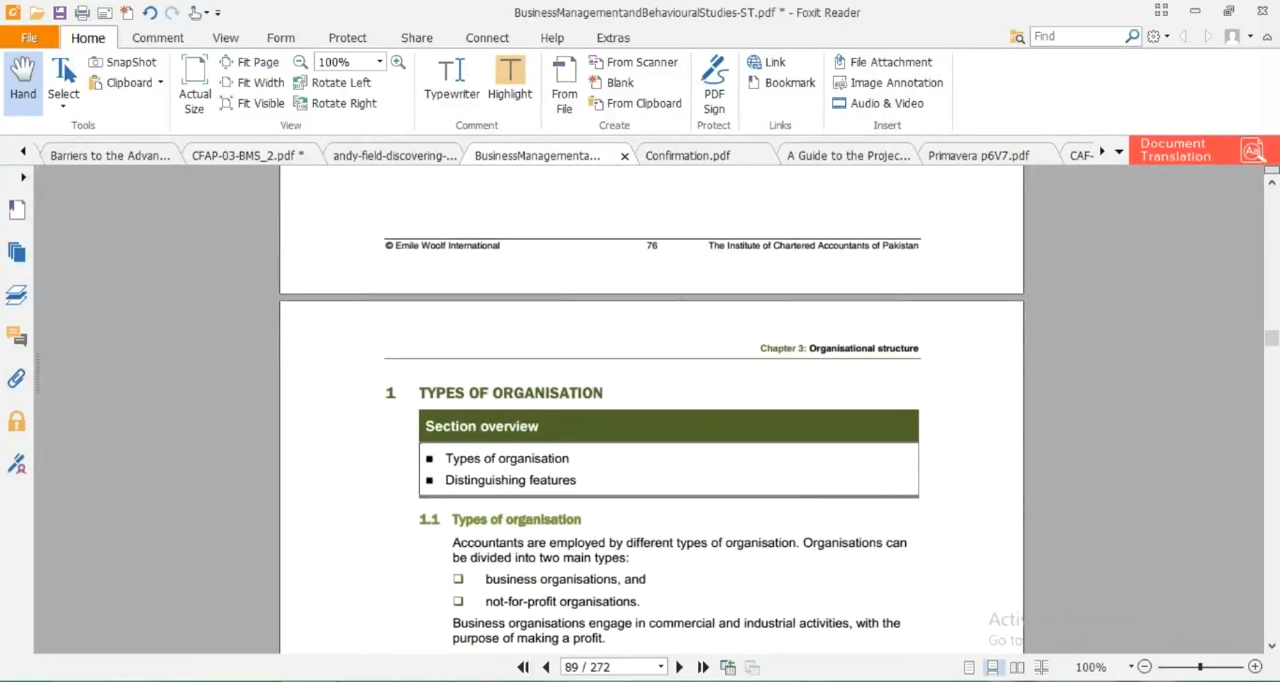 BusinessManagementandBehaviouralStudies-ST.pdf * - Foxit Reader
File Home Comment View Form Protect Share Connect Help Extras Find
Hand Select SnapShot Clipboard Actual Size Fit Page Fit Width Fit Visible 100% Rotate Left Rotate Right Typewriter Highlight From File From Scanner Blank From Clipboard PDF Sign Link Bookmark File Attachment Image Annotation Audio & Video
Tools View Comment Create Protect Links Insert
Barriers to the Advan... CFAP-03-BMS_2.pdf * andy-field-discovering-... BusinessManagementa... Confirmation.pdf A Guide to the Projec... Primavera p6V7.pdf CAF- Document Translation
© Emile Woolf International 76 The Institute of Chartered Accountants of Pakistan
Chapter 3: Organisational structure
1 TYPES OF ORGANISATION
Section overview
■ Types of organisation
■ Distinguishing features
1.1 Types of organisation
Accountants are employed by different types of organisation. Organisations can
be divided into two main types:
❑ business organisations, and
❑ not-for-profit organisations.
Business organisations engage in commercial and industrial activities, with the
purpose of making a profit.
Go to
89 / 272 100%